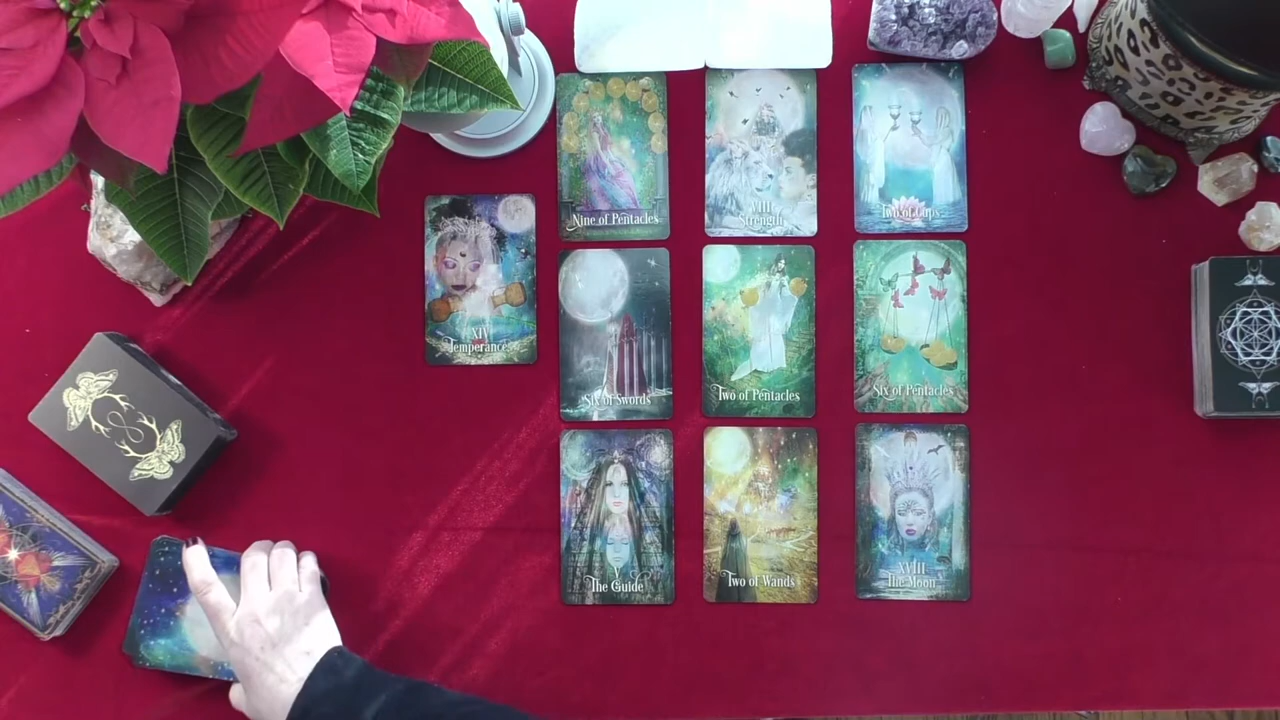 Nine of Pentacles
VIII
Strength
Two of Cups
XIV
Temperance
Six of Swords
Two of Pentacles
Six of Pentacles
V
The Guide
Two of Wands
XVIII
The Moon